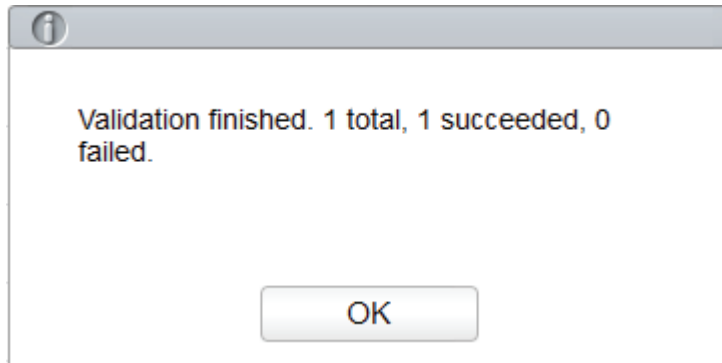 Validation finished. 1 total, 1 succeeded, 0
failed.
OK